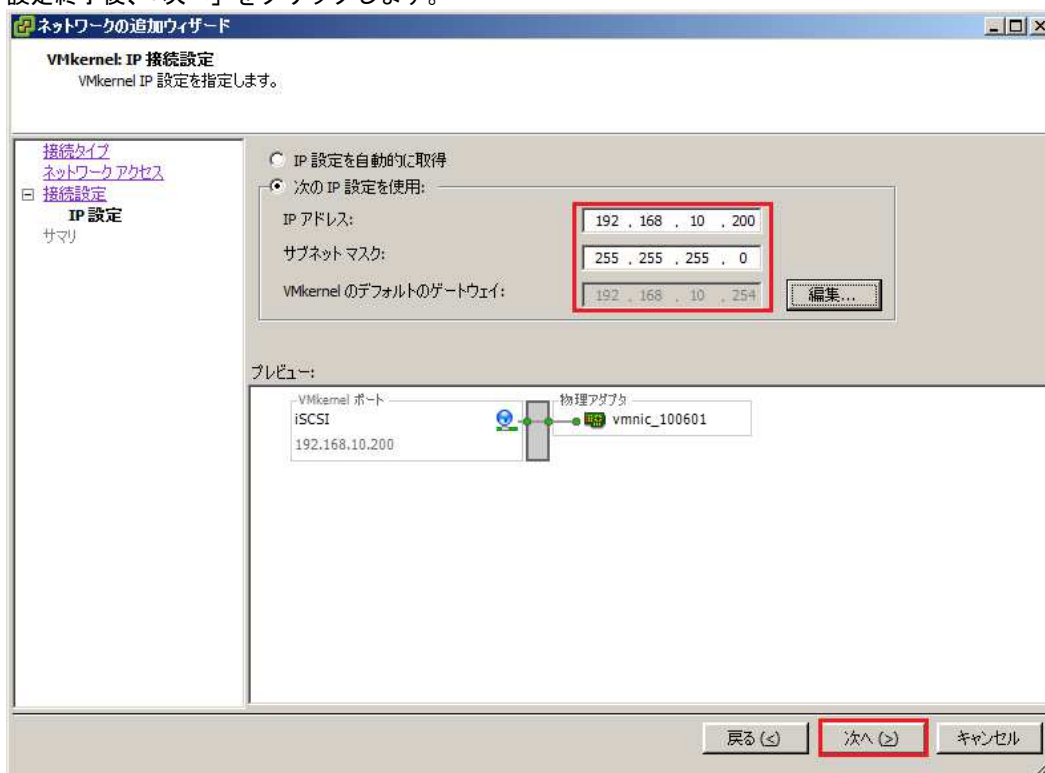 設定終了後、「次へ」をクリックします。
ネットワークの追加ウィザード
VMkernel: IP 接続設定
VMkernel IP 設定を指定します。
接続タイプ
ネットワーク アクセス
接続設定
IP 設定
サマリ
IP 設定を自動的に取得
次の IP 設定を使用:
IP アドレス: 192 . 168 . 10 . 200
サブネット マスク: 255 . 255 . 255 . 0
VMkernel のデフォルトのゲートウェイ: 192 . 168 . 10 . 254 編集...
プレビュー:
VMkernel ポート
iSCSI
192.168.10.200
物理アダプタ
vmnic_100601
戻る(<) 次へ(>) キャンセル